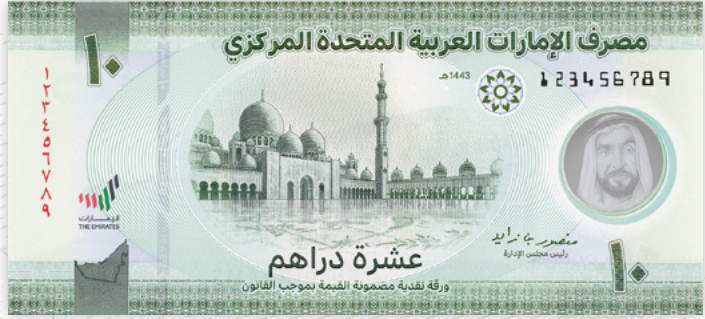 مصرف الإمارات العربية المتحدة المركزي
١٠
1443هـ
123456789
١٢٣٤٥٦٧٨٩
الإمارات
THE EMIRATES
عشرة دراهم
ورقة نقدية مضمونة القيمة بموجب القانون
منصور بن زايد
رئيس مجلس الإدارة
١٠